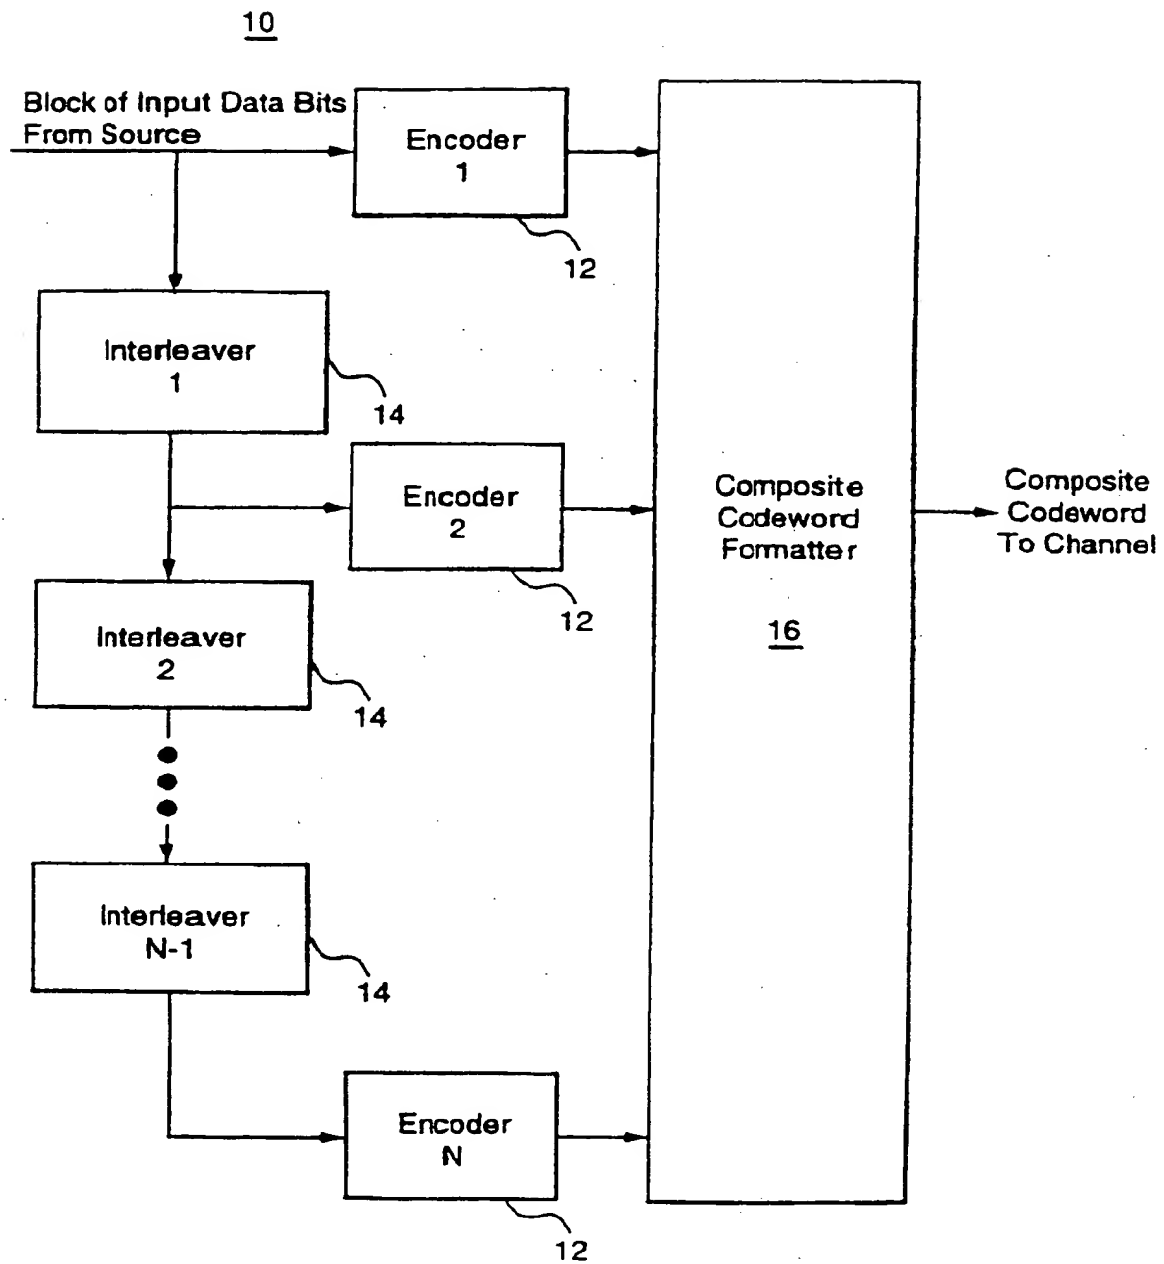 10
Block of Input Data Bits
From Source
Encoder
1
12
Interleaver
1
14
Encoder
2
12
Composite
Codeword
Formatter
16
Composite
Codeword
To Channel
Interleaver
2
14
Interleaver
N-1
14
Encoder
N
12